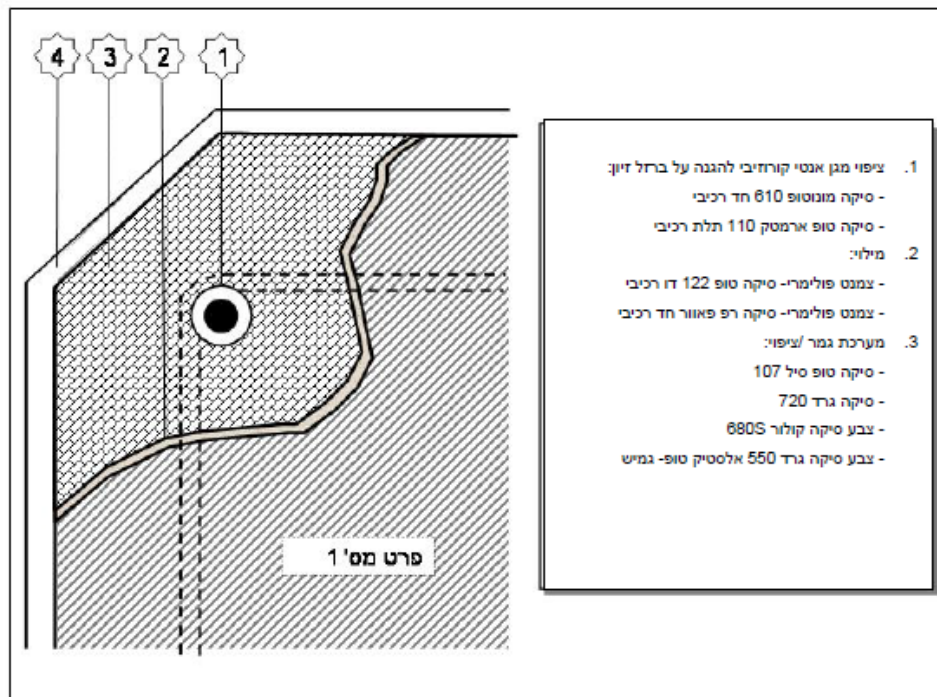 4 3 2 1
1. ציפוי מגן אנטי קורוזיבי להגנה על ברזל זיון:
- סיקה מונוטופ 610 חד רכיבי
- סיקה טופ ארמטק 110 תלת רכיבי
2. מילוי:
- צמנט פולימרי- סיקה טופ 122 דו רכיבי
- צמנט פולימרי- סיקה רפ פאוור חד רכיבי
3. מערכת גמר /ציפוי:
- סיקה טופ סיל 107
- סיקה גרד 720
- צבע סיקה קולור 680S
- צבע סיקה גרד 550 אלסטיק טופ- גמיש
פרט מס' 1